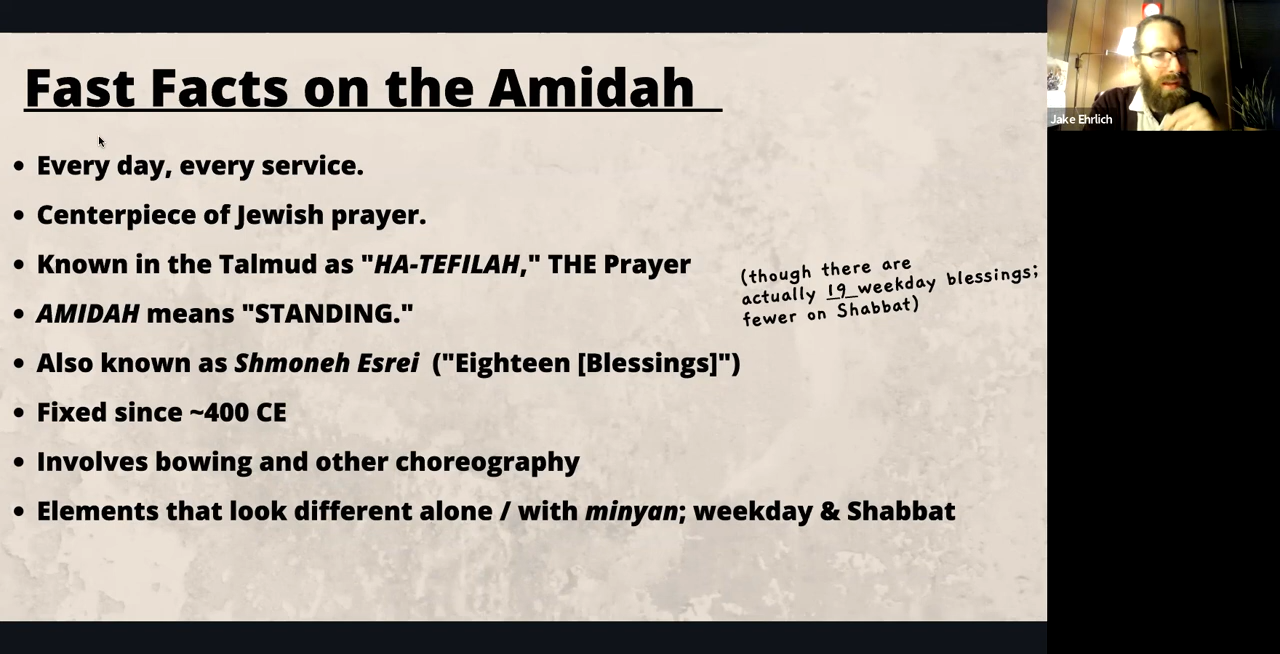 Fast Facts on the Amidah
• Every day, every service.
• Centerpiece of Jewish prayer.
• Known in the Talmud as "HA-TEFILAH," THE Prayer
• AMIDAH means "STANDING."
• Also known as Shmoneh Esrei ("Eighteen [Blessings]")
(though there are
actually 19 weekday blessings;
fewer on Shabbat)
• Fixed since ~400 CE
• Involves bowing and other choreography
• Elements that look different alone / with minyan; weekday & Shabbat
Jake Ehrlich